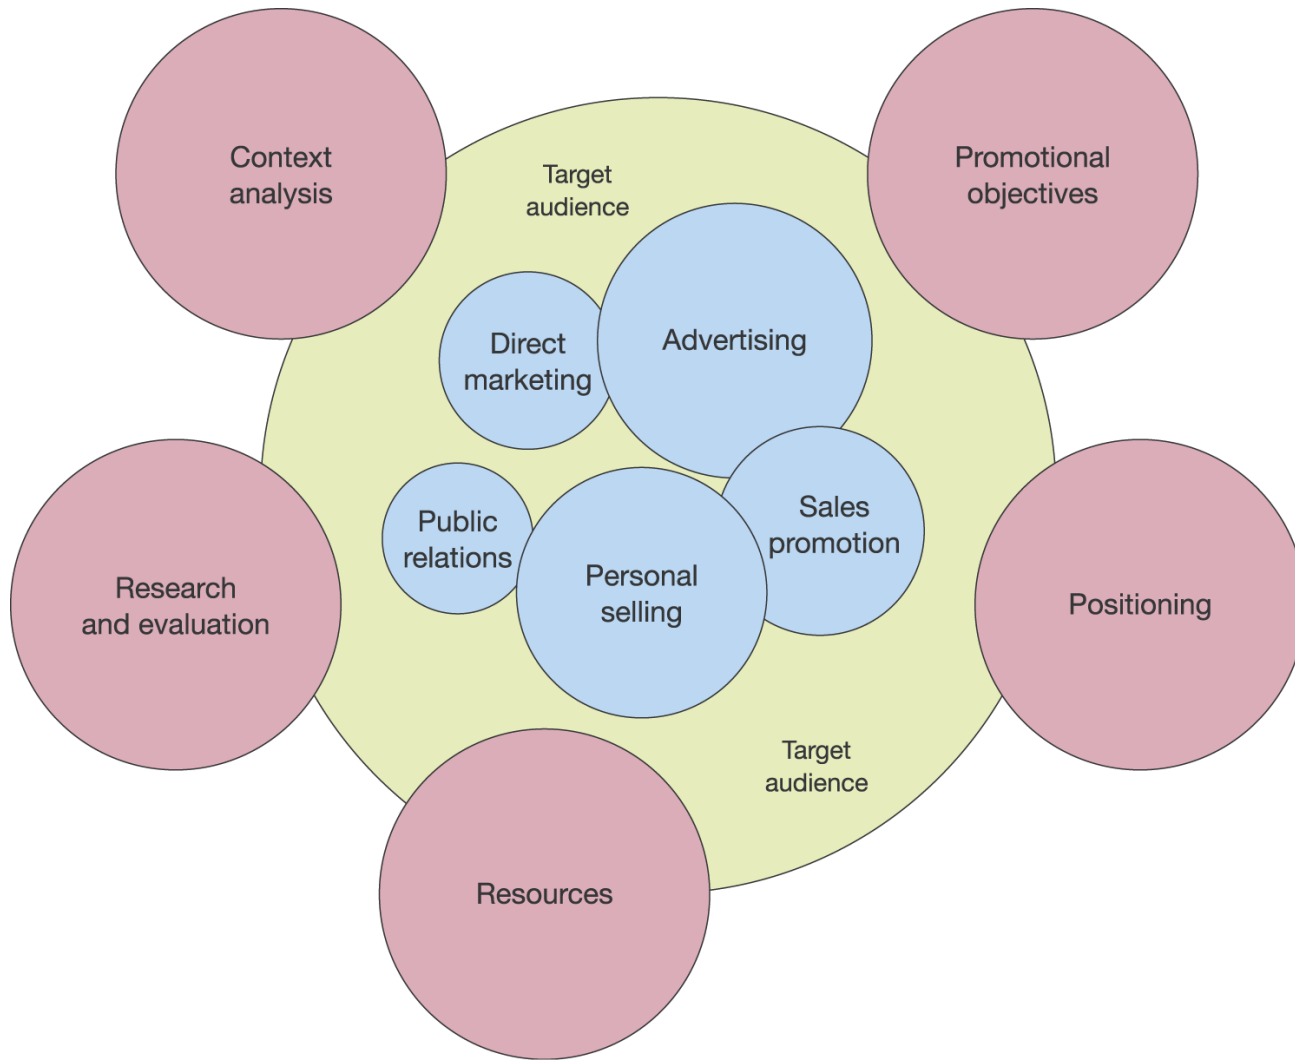 Context
analysis
Promotional
objectives
Target
audience
Direct
marketing
Advertising
Public
relations
Sales
promotion
Personal
selling
Research
and evaluation
Positioning
Target
audience
Resources